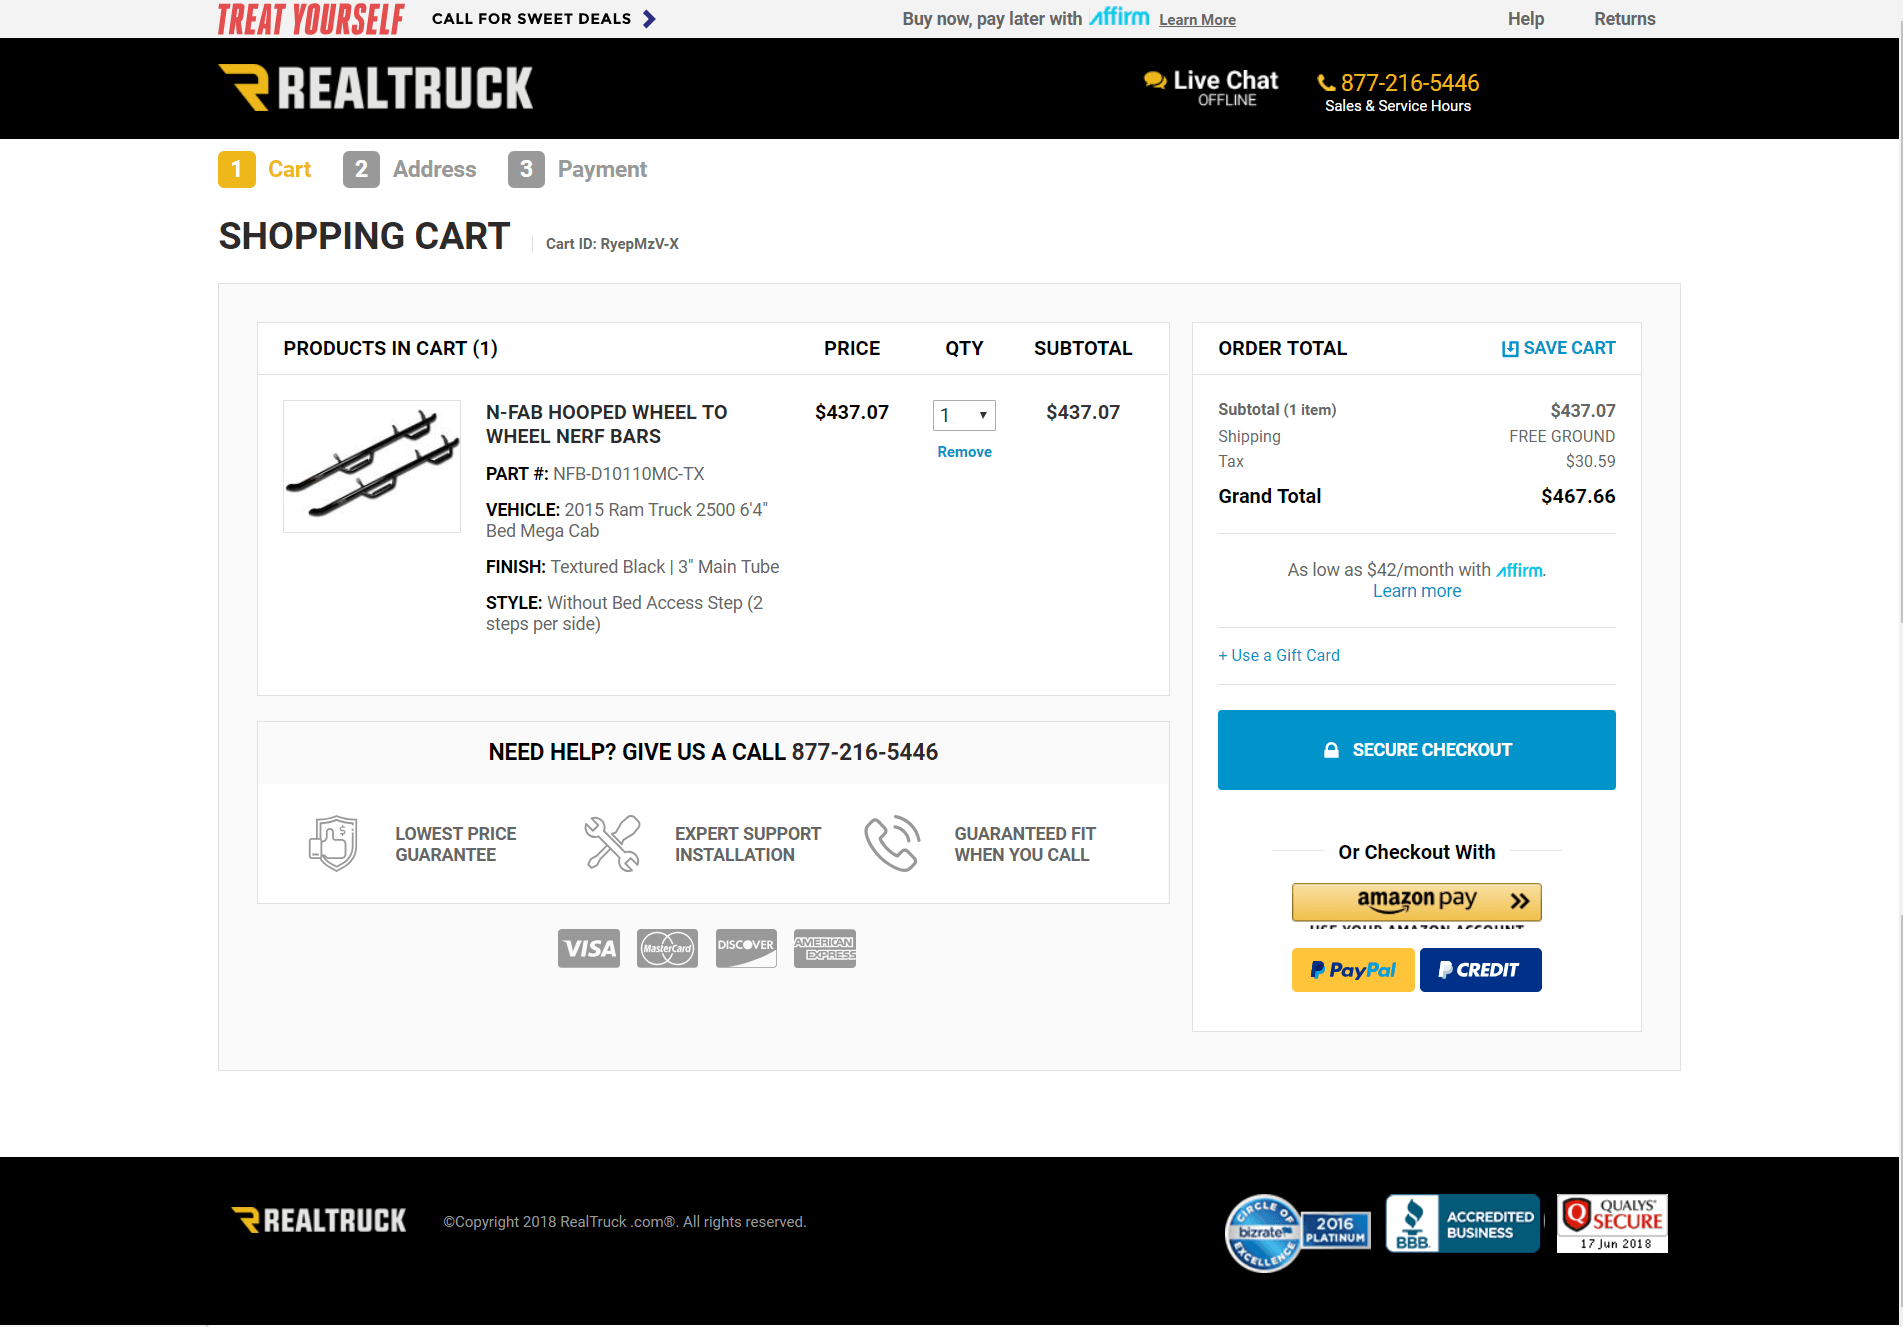 TREAT YOURSELF CALL FOR SWEET DEALS Buy now, pay later with affirm Learn More Help Returns
REALTRUCK Live Chat 877-216-5446
OFFLINE Sales & Service Hours
1 Cart 2 Address 3 Payment
SHOPPING CART Cart ID: RyepMzV-X
PRODUCTS IN CART (1) PRICE QTY SUBTOTAL
N-FAB HOOPED WHEEL TO $437.07 1 $437.07
WHEEL NERF BARS
Remove
PART #: NFB-D10110MC-TX
VEHICLE: 2015 Ram Truck 2500 6'4"
Bed Mega Cab
FINISH: Textured Black | 3" Main Tube
STYLE: Without Bed Access Step (2
steps per side)
ORDER TOTAL SAVE CART
Subtotal (1 item) $437.07
Shipping FREE GROUND
Tax $30.59
Grand Total $467.66
As low as $42/month with affirm.
Learn more
+ Use a Gift Card
SECURE CHECKOUT
Or Checkout With
amazon pay
USE YOUR AMAZON ACCOUNT
PayPal P CREDIT
NEED HELP? GIVE US A CALL 877-216-5446
LOWEST PRICE
GUARANTEE
EXPERT SUPPORT
INSTALLATION
GUARANTEED FIT
WHEN YOU CALL
VISA MasterCard DISCOVER AMERICAN EXPRESS
REALTRUCK ©Copyright 2018 RealTruck .com®. All rights reserved.
CIRCLE OF
bizrate
EXCELLENCE
2016
PLATINUM
BBB.
ACCREDITED
BUSINESS
QUALYS'
SECURE
17 Jun 2018